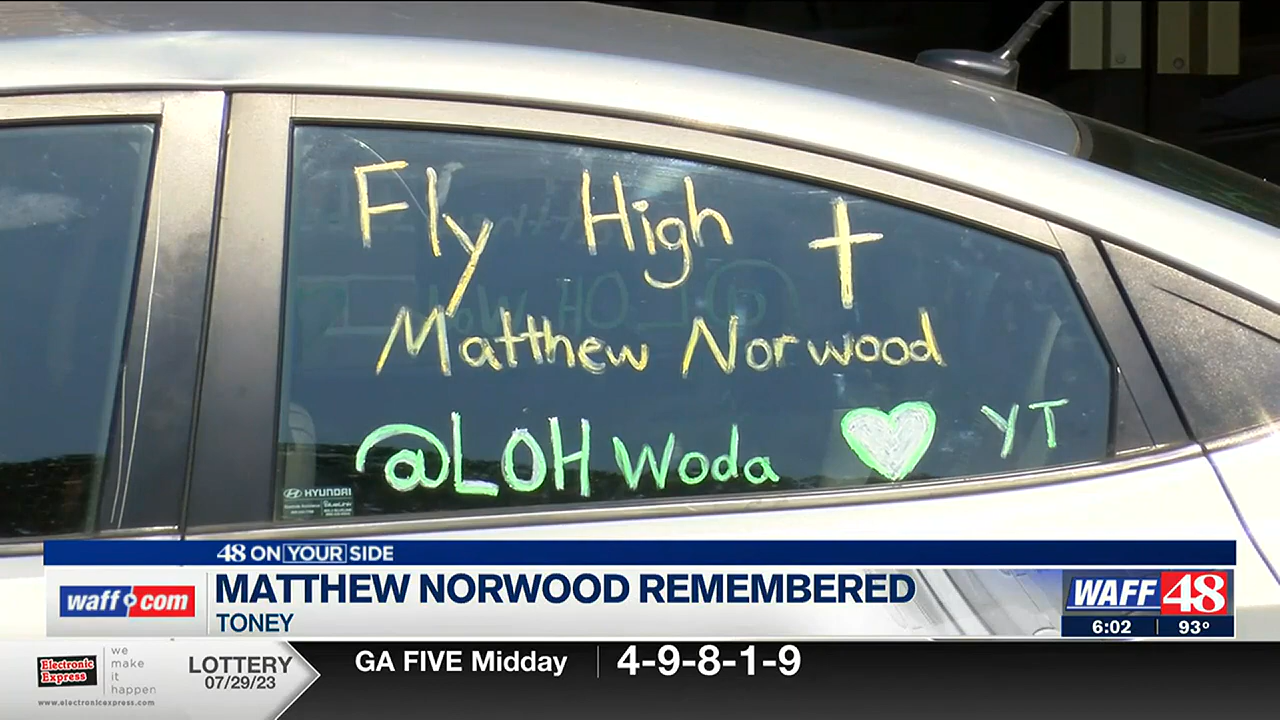 Fly High
Matthew Norwood
@LOH Woda YT
HYUNDAI
48 ON YOUR SIDE
waff com
MATTHEW NORWOOD REMEMBERED
TONEY
WAFF 48
6:02 93°
Electronic Express
we make it happen
www.electronicexpress.com
LOTTERY
07/29/23
GA FIVE Midday 4-9-8-1-9